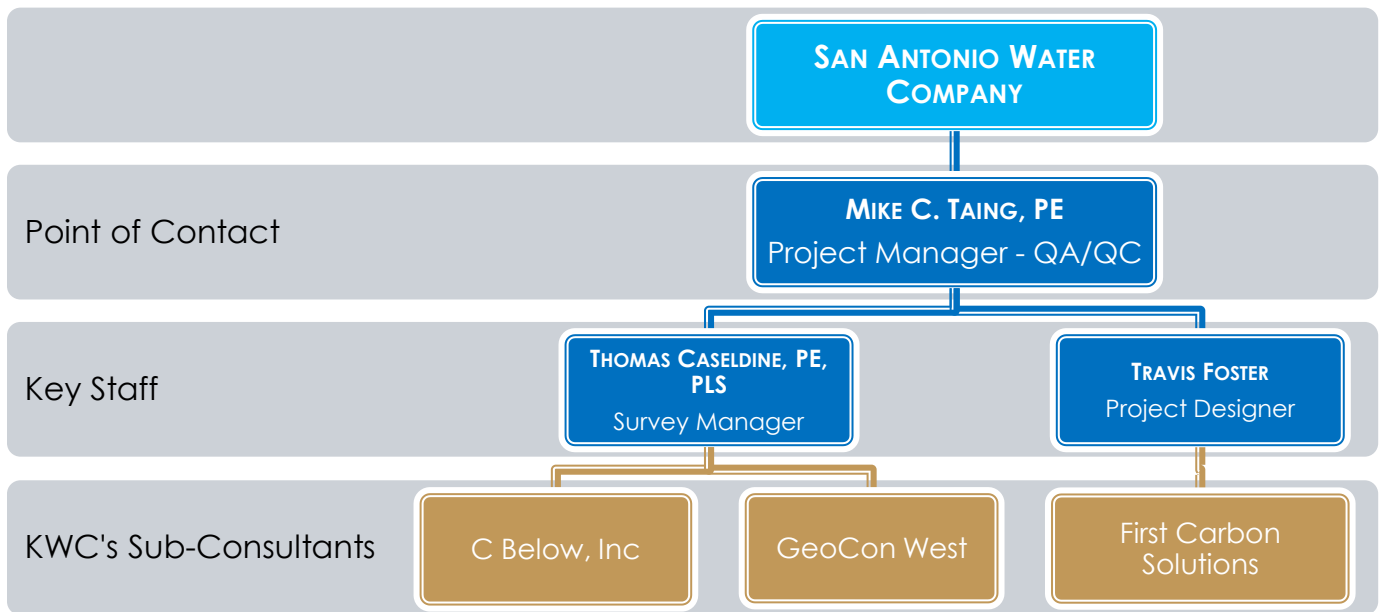 San Antonio Water
Company
Point of Contact
Mike C. Taing, PE
Project Manager - QA/QC
Key Staff
Thomas Caseldine, PE,
PLS
Survey Manager
Travis Foster
Project Designer
KWC's Sub-Consultants
C Below, Inc
GeoCon West
First Carbon
Solutions